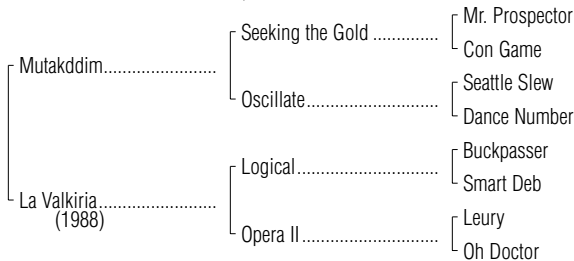 Mr. Prospector
Seeking the Gold ..............
Con Game
Mutakddim........................
Seattle Slew
Oscillate............................
Dance Number
Buckpasser
Logical..............................
Smart Deb
La Valkiria.........................
(1988)
Leury
Opera II.............................
Oh Doctor